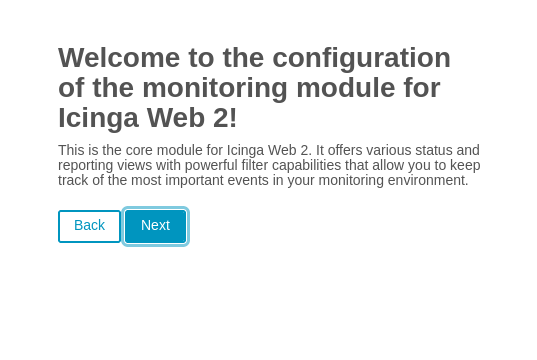 Welcome to the configuration
of the monitoring module for
Icinga Web 2!
This is the core module for Icinga Web 2. It offers various status and
reporting views with powerful filter capabilities that allow you to keep
track of the most important events in your monitoring environment.
Back Next